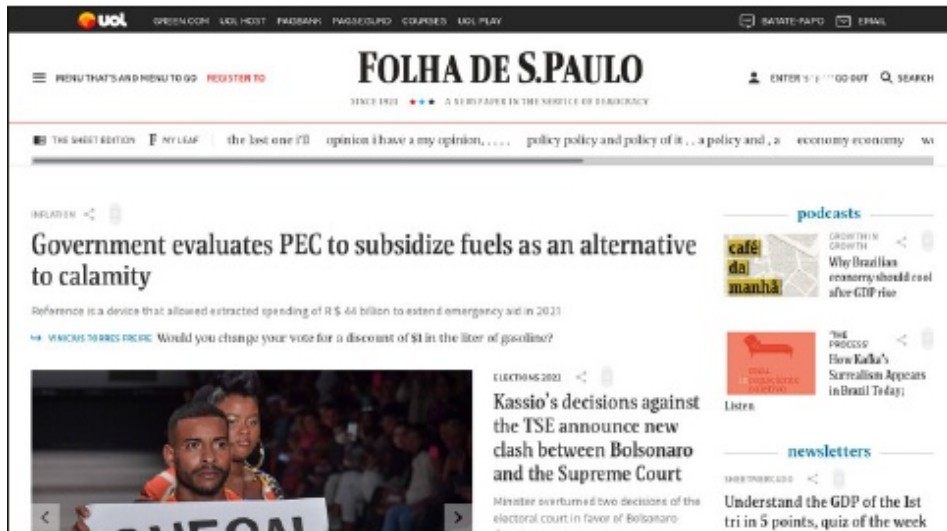 uol GREEN.COM UOL HOST PAGBANK PAGSEGURO COURSES UOL PLAY BATATE-PAPO EMAIL
MENU THAT'S AND MENU TO GO REGISTER TO
FOLHA DE S.PAULO
ENTER GO OUT SEARCH
SINCE 1921 ★★★ A NEWSPAPER IN THE SERVICE OF DEMOCRACY
THE SHEET EDITION F MY LEAF the last one i'll opinion i have a my opinion, . . . . . policy policy and policy of it . . a policy and , a economy economy
INFLATION
Government evaluates PEC to subsidize fuels as an alternative
to calamity
Reference is a device that allowed extracted spending of R $ 44 billion to extend emergency aid in 2021
VINICIUS TORRES FREIRE Would you change your vote for a discount of $1 in the liter of gasoline?
ELECTIONS 2022
Kassio's decisions against
the TSE announce new
clash between Bolsonaro
and the Supreme Court
Minister overturned two decisions of the
electoral court in favor of Bolsonaro
podcasts
café
da
manhã
GROWTH IN
GROWTH
Why Brazilian
economy should cool
after GDP rise
'THE
PROCESS'
How Kafka's
Surrealism Appears
in Brazil Today;
Listen
newsletters
SHEETMERCADO
Understand the GDP of the 1st
tri in 5 points, quiz of the week